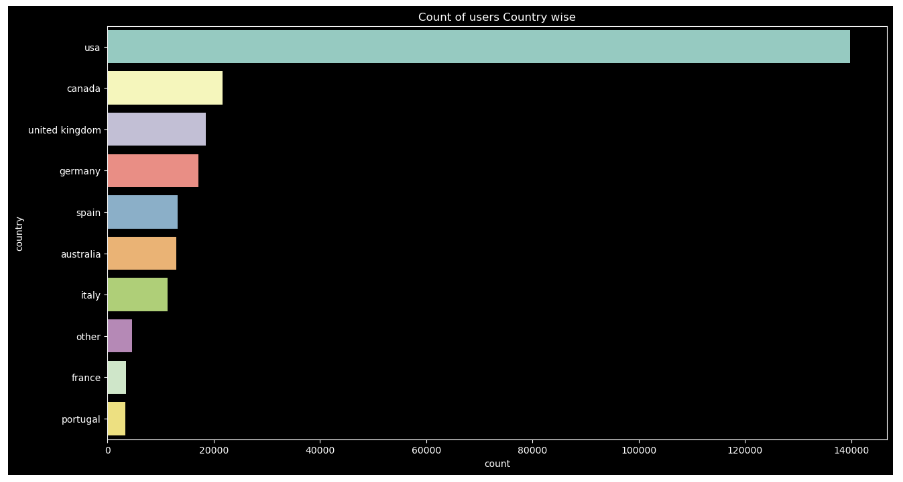 Count of users Country wise
usa
canada
united kingdom
germany
spain
australia
italy
other
france
portugal
country
0 20000 40000 60000 80000 100000 120000 140000
count